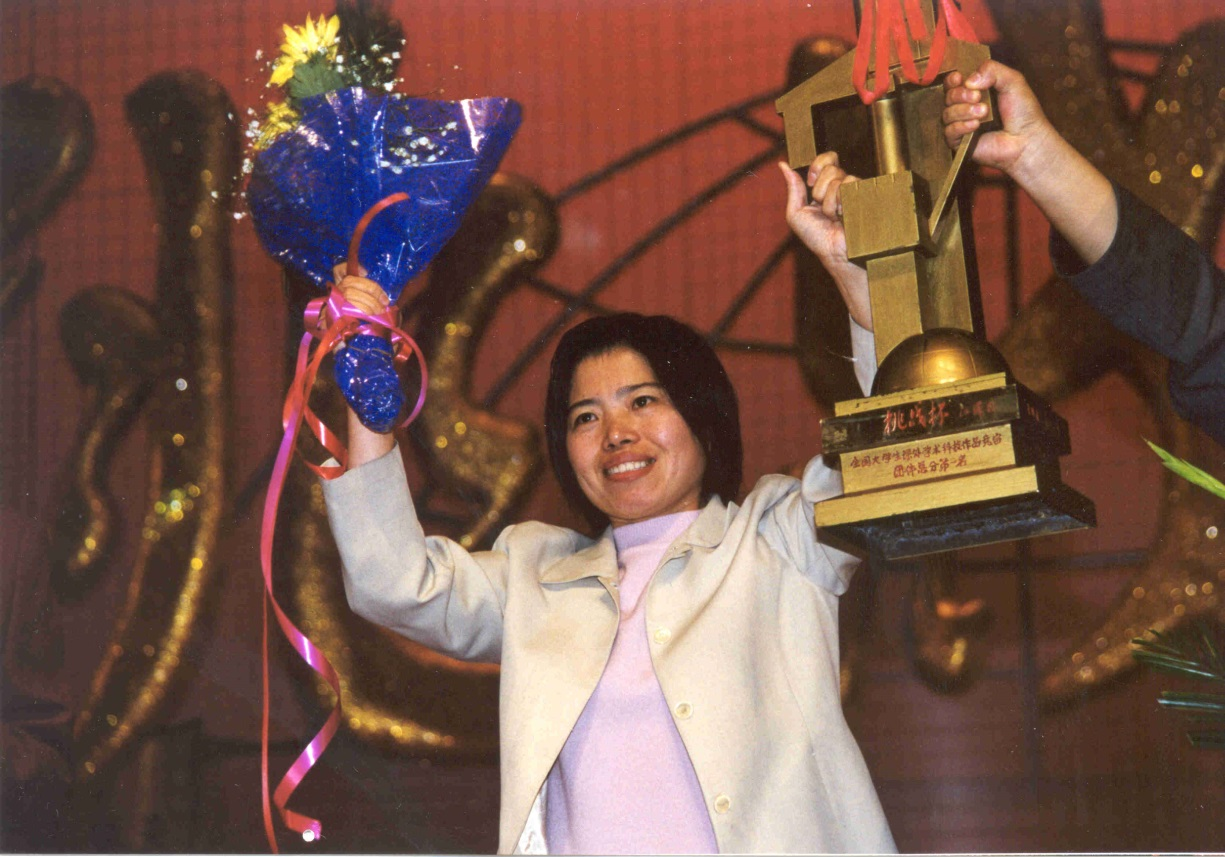 挑战杯
全国大学生课外学术科技作品竞赛
团体总分第一名